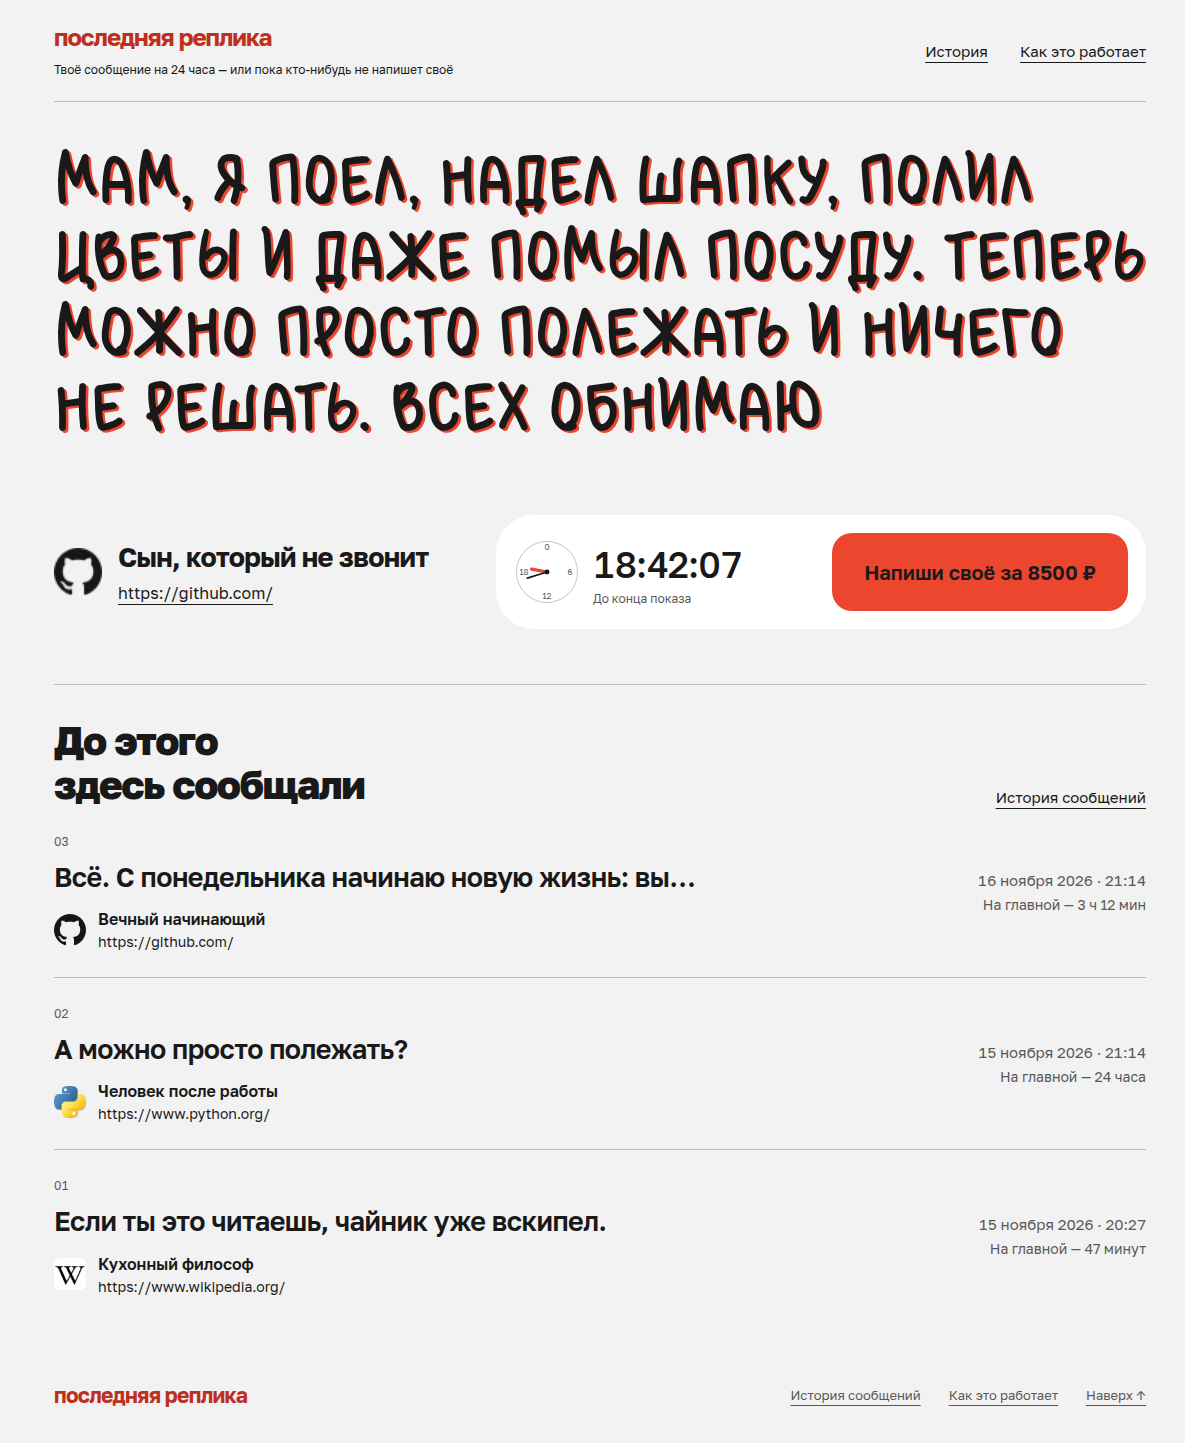 последняя реплика
Твоё сообщение на 24 часа — или пока кто-нибудь не напишет своё
История
Как это работает
МАМ, Я ПОЕЛ, НАДЕЛ ШАПКУ, ПОЛИЛ
ЦВЕТЫ И ДАЖЕ ПОМЫЛ ПОСУДУ. ТЕПЕРЬ
МОЖНО ПРОСТО ПОЛЕЖАТЬ И НИЧЕГО
НЕ РЕШАТЬ. ВСЕХ ОБНИМАЮ
Сын, который не звонит
https://github.com/
0
6
12
18
18:42:07
До конца показа
Напиши своё за 8500 ₽
До этого
здесь сообщали
История сообщений
03
Всё. С понедельника начинаю новую жизнь: вы…
Вечный начинающий
https://github.com/
16 ноября 2026 · 21:14
На главной — 3 ч 12 мин
02
А можно просто полежать?
Человек после работы
https://www.python.org/
15 ноября 2026 · 21:14
На главной — 24 часа
01
Если ты это читаешь, чайник уже вскипел.
W
Кухонный философ
https://www.wikipedia.org/
15 ноября 2026 · 20:27
На главной — 47 минут
последняя реплика
История сообщений
Как это работает
Наверх ↑